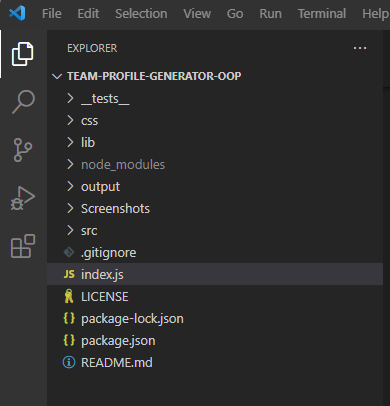 File Edit Selection View Go Run Terminal Help
EXPLORER
TEAM-PROFILE-GENERATOR-OOP
__tests__
css
lib
node_modules
output
Screenshots
src
.gitignore
JS index.js
LICENSE
{} package-lock.json
{} package.json
README.md